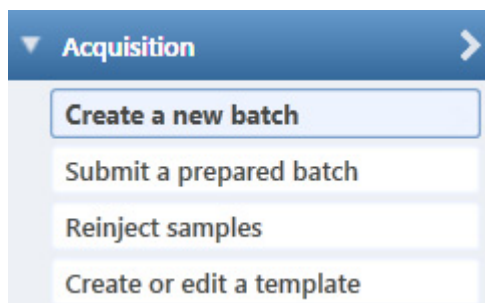 Acquisition
Create a new batch
Submit a prepared batch
Reinject samples
Create or edit a template